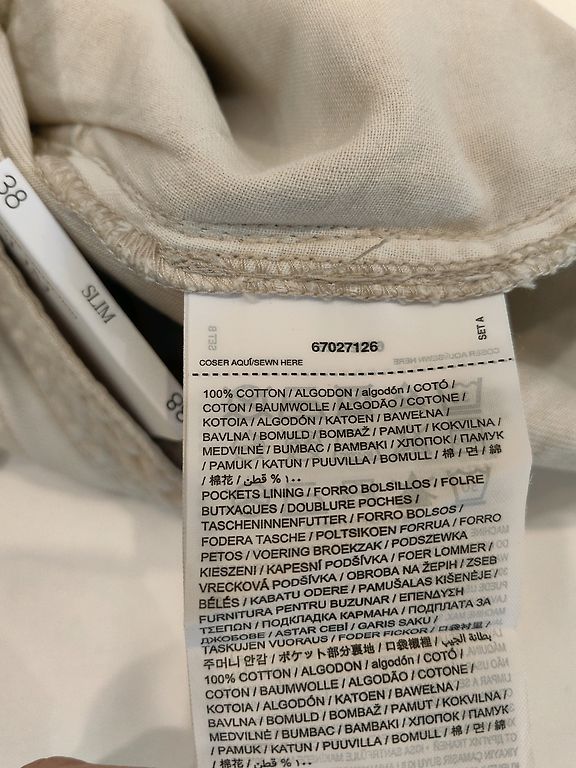 38
SLIM
38
SET B
67027126
SET A
COSER AQUÍ/SEWN HERE
100% COTTON / ALGODON / algodón / COTÓ /
COTON / BAUMWOLLE / ALGODÃO / COTONE /
KOTOIA / ALGODÓN / KATOEN / BAWEŁNA /
BAVLNA / BOMULD / BOMBAŽ / PAMUT / KOKVILNA /
MEDVILNĖ / BUMBAC / BAMBAKI / ХЛОПОК / ПАМУК
/ PAMUK / KATUN / PUUVILLA / BOMULL / 棉 / 면 / 綿
/ 棉花 / قطن % ١٠٠
POCKETS LINING / FORRO BOLSILLOS / FOLRE
BUTXAQUES / DOUBLURE POCHES /
TASCHENINNENFUTTER / FORRO BOLSOS /
FODERA TASCHE / POLTSIKOEN FORRUA / FORRO
PETOS / VOERING BROEKZAK / PODSZEWKA
KIESZENI / KAPESNÍ PODŠÍVKA / FOER LOMMER /
VRECKOVÁ PODŠÍVKA / OBROBA NA ŽEPIH / ZSEB
BÉLÉS / KABATU ODERE / PAMUŠALAS KIŠENĖJE /
FURNITURA PENTRU BUZUNAR / ΕΠΕΝΔΥΣΗ
ΤΣΕΠΩΝ / ПОДКЛАДКА КАРМАНА / ПОДПЛАТА ЗА
ДЖОБОВЕ / ASTAR CEBİ / GARIS SAKU /
TASKUJEN VUORAUS / FODER FICKOR / 口袋衬里 /
주머니 안감 / ポケット部分裏地 / 口袋襯裡 / بطانة الجيب
100% COTTON / ALGODON / algodón / COTÓ /
COTON / BAUMWOLLE / ALGODÃO / COTONE /
KOTOIA / ALGODÓN / KATOEN / BAWEŁNA /
BAVLNA / BOMULD / BOMBAŽ / PAMUT / KOKVILNA /
MEDVILNĖ / BUMBAC / BAMBAKI / ХЛОПОК / ПАМУК
/ PAMUK / KATUN / PUUVILLA / BOMULL / 棉 / 면 / 綿
/ 棉花 / قطن % ١٠٠